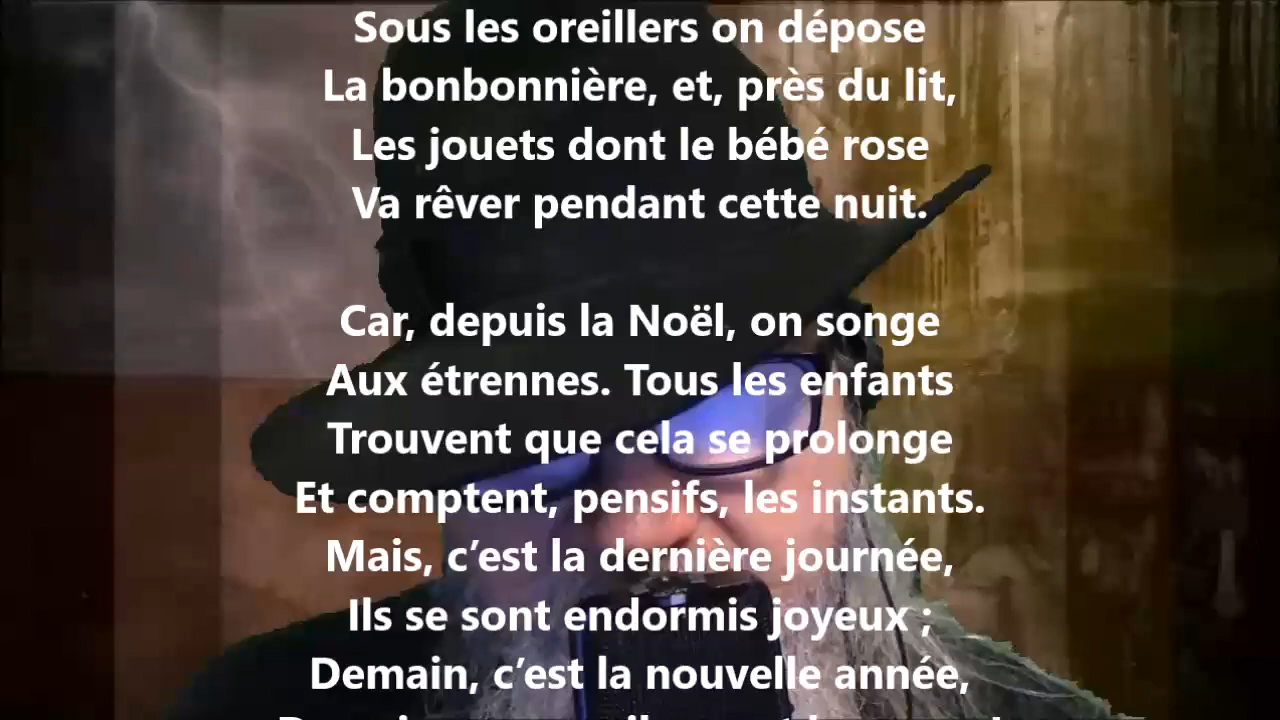 Sous les oreillers on dépose
La bonbonnière, et, près du lit,
Les jouets dont le bébé rose
Va rêver pendant cette nuit.
Car, depuis la Noël, on songe
Aux étrennes. Tous les enfants
Trouvent que cela se prolonge
Et comptent, pensifs, les instants.
Mais, c’est la dernière journée,
Ils se sont endormis joyeux ;
Demain, c’est la nouvelle année,